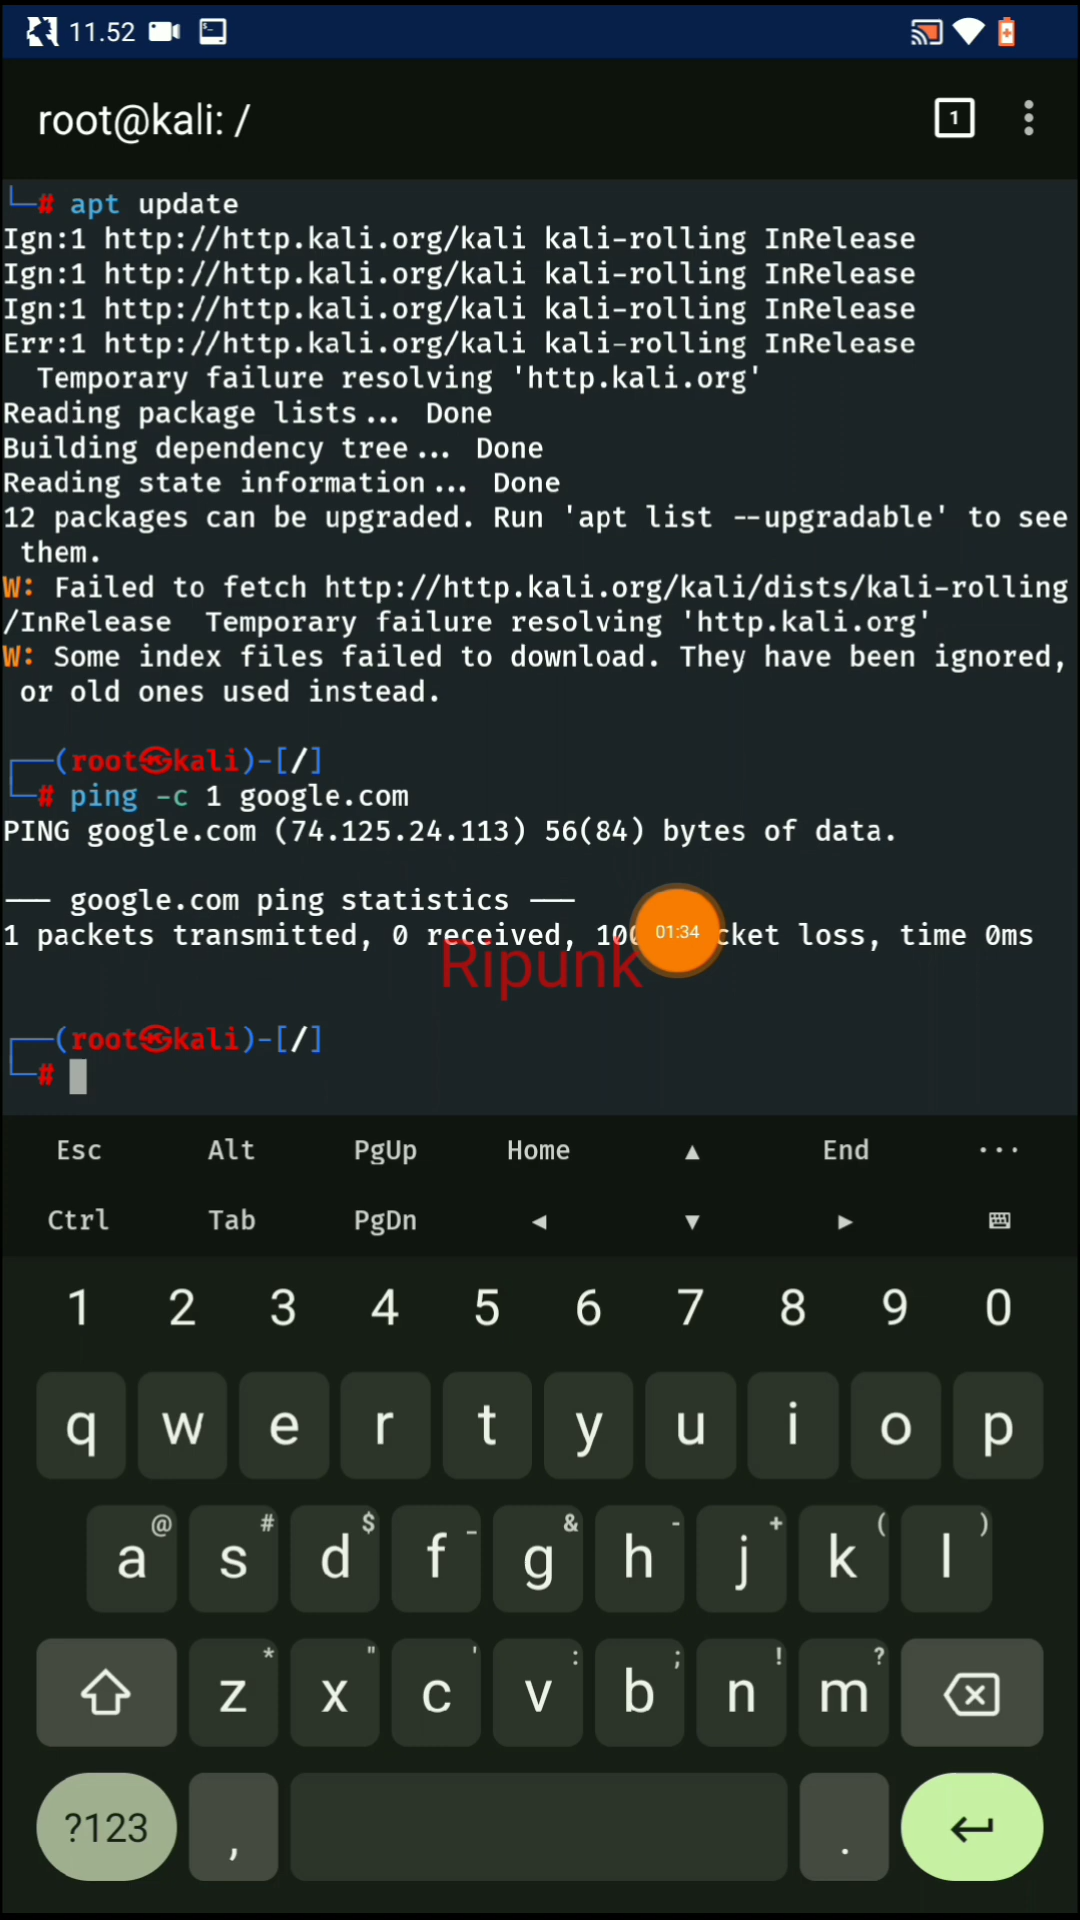 11.52
root@kali: /
1
└─# apt update
Ign:1 http://http.kali.org/kali kali-rolling InRelease
Ign:1 http://http.kali.org/kali kali-rolling InRelease
Ign:1 http://http.kali.org/kali kali-rolling InRelease
Err:1 http://http.kali.org/kali kali-rolling InRelease
  Temporary failure resolving 'http.kali.org'
Reading package lists... Done
Building dependency tree... Done
Reading state information... Done
12 packages can be upgraded. Run 'apt list --upgradable' to see
 them.
W: Failed to fetch http://http.kali.org/kali/dists/kali-rolling
/InRelease  Temporary failure resolving 'http.kali.org'
W: Some index files failed to download. They have been ignored,
 or old ones used instead.
┌──(root㉿kali)-[/]
└─# ping -c 1 google.com
PING google.com (74.125.24.113) 56(84) bytes of data.
─── google.com ping statistics ───
1 packets transmitted, 0 received, loss, time 0ms
01:34
Ripunk
┌──(root㉿kali)-[/]
└─#
Esc Alt PgUp Home ▲ End ...
Ctrl Tab PgDn ◄ ▼ ►
1 2 3 4 5 6 7 8 9 0
q w e r t y u i o p
@ # $ _ & - + ( )
a s d f g h j k l
* " ' : ; ! ?
z x c v b n m
?123 , .